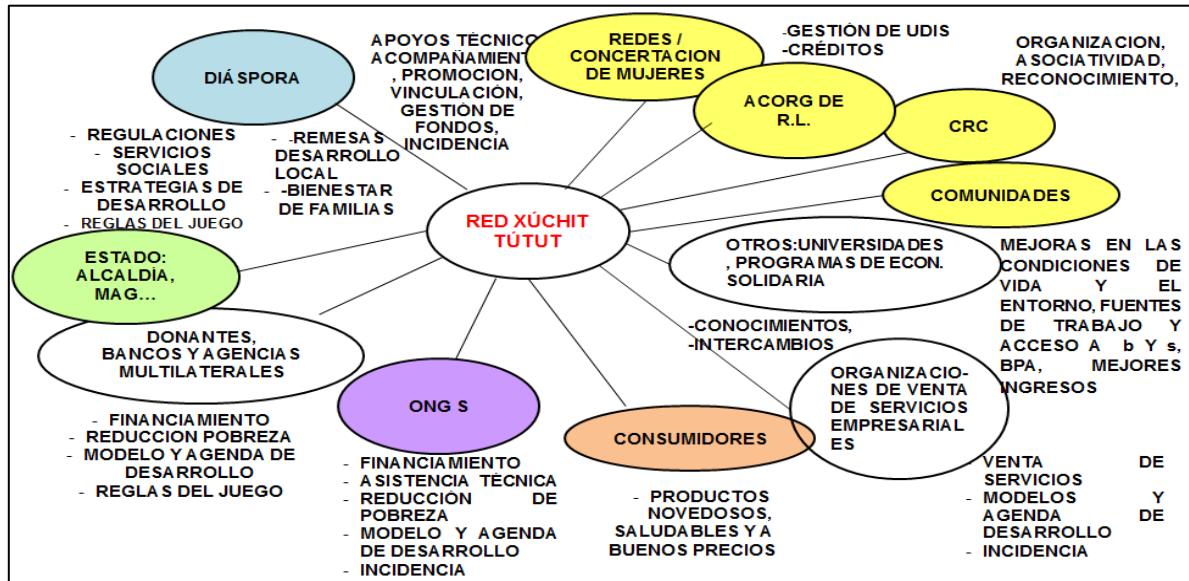 DIÁSPORA
APOYOS TÉCNICO
ACOMPAÑAMIENT
, PROMOCION,
VINCULACIÓN,
GESTIÓN DE
FONDOS,
INCIDENCIA
REDES /
CONCERTACION
DE MUJERES
-GESTIÓN DE UDIS
-CRÉDITOS
ORGANIZACION,
ASOCIATIVIDAD,
RECONOCIMIENTO,
ACORG DE
R.L.
CRC
COMUNIDADES
- REGULACIONES
- SERVICIOS
SOCIALES
- ESTRATEGIAS DE
DESARROLLO
- REGLAS DEL JUEGO
- -REMESAS
DESARROLLO
LOCAL
- -BIENESTAR
DE FAMILIAS
RED XÚCHIT
TÚTUT
ESTADO:
ALCALDÍA,
MAG...
OTROS:UNIVERSIDADES
, PROGRAMAS DE ECON.
SOLIDARIA
MEJORAS EN LAS
CONDICIONES DE
VIDA Y EL
ENTORNO, FUENTES
DE TRABAJO Y
ACCESO A b Y s,
BPA, MEJORES
INGRESOS
DONANTES,
BANCOS Y AGENCIAS
MULTILATERALES
-CONOCIMIENTOS,
-INTERCAMBIOS
ORGANIZACIO-
NES DE VENTA
DE SERVICIOS
EMPRESARIAL
ES
ONG S
CONSUMIDORES
- FINANCIAMIENTO
- REDUCCION POBREZA
- MODELO Y AGENDA DE
DESARROLLO
- REGLAS DEL JUEGO
- FINANCIAMIENTO
- ASISTENCIA TÉCNICA
- REDUCCIÓN DE
POBREZA
- MODELO Y AGENDA
DE DESARROLLO
- INCIDENCIA
- PRODUCTOS
NOVEDOSOS,
SALUDABLES Y A
BUENOS PRECIOS
- VENTA DE
SERVICIOS
- MODELOS Y
AGENDA DE
DESARROLLO
- INCIDENCIA